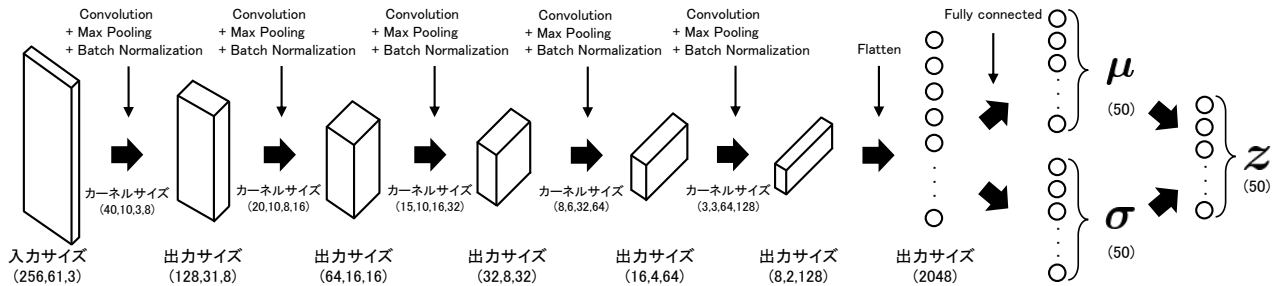 Convolution
+ Max Pooling
+ Batch Normalization
Convolution
+ Max Pooling
+ Batch Normalization
Convolution
+ Max Pooling
+ Batch Normalization
Convolution
+ Max Pooling
+ Batch Normalization
Convolution
+ Max Pooling
+ Batch Normalization
Flatten
Fully connected
カーネルサイズ
(40,10,3,8)
カーネルサイズ
(20,10,8,16)
カーネルサイズ
(15,10,16,32)
カーネルサイズ
(8,6,32,64)
カーネルサイズ
(3,3,64,128)
μ
(50)
σ
(50)
z
(50)
入力サイズ
(256,61,3)
出力サイズ
(128,31,8)
出力サイズ
(64,16,16)
出力サイズ
(32,8,32)
出力サイズ
(16,4,64)
出力サイズ
(8,2,128)
出力サイズ
(2048)